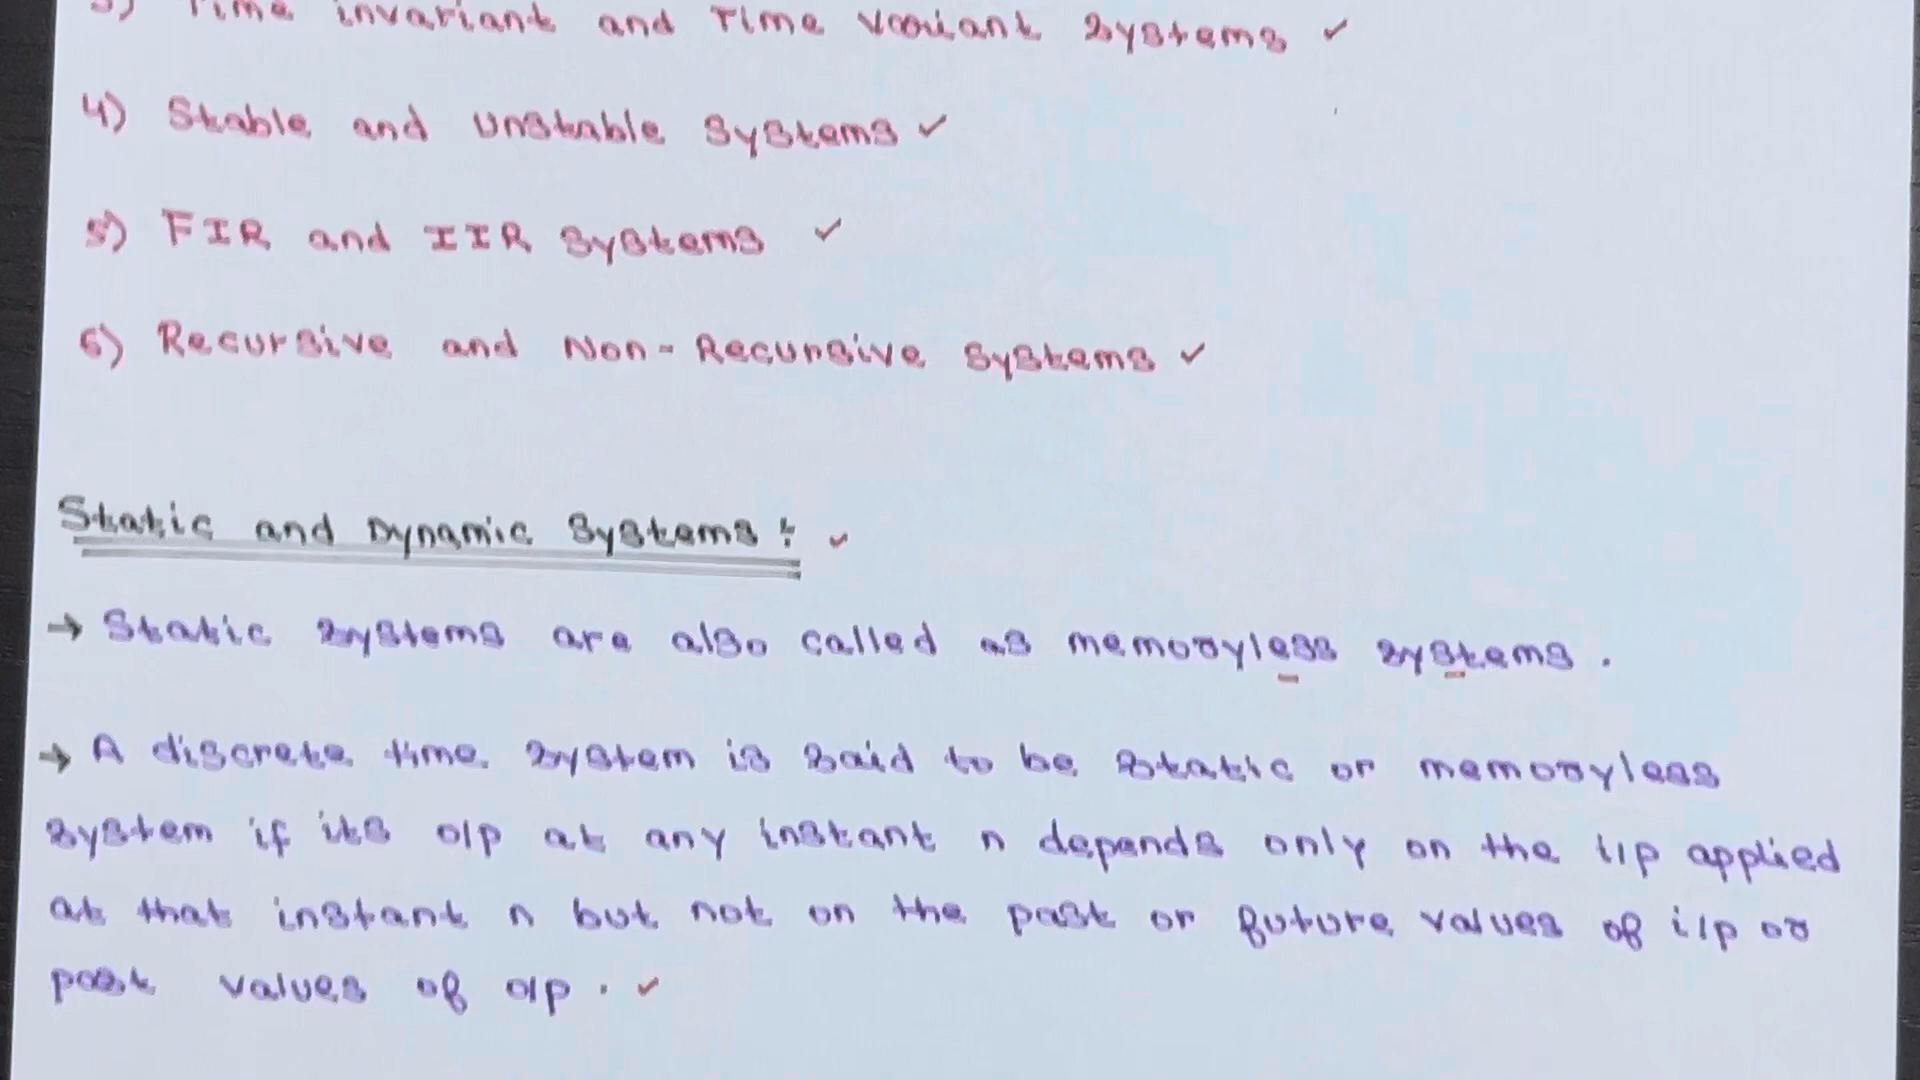 3) Time invariant and Time variant Systems ✓
4) Stable and Unstable Systems ✓
5) FIR and IIR Systems ✓
6) Recursive and Non-Recursive Systems ✓
Static and Dynamic Systems : ✓
→ Static systems are also called as memoryless systems.
→ A discrete time system is said to be static or memoryless
system if its o/p at any instant n depends only on the i/p applied
at that instant n but not on the past or future values of i/p or
past values of o/p. ✓